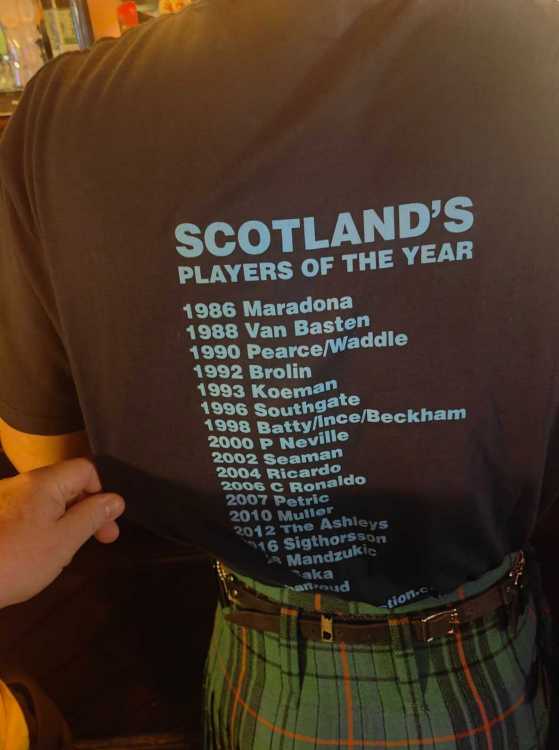 SCOTLAND'S
PLAYERS OF THE YEAR
1986 Maradona
1988 Van Basten
1990 Pearce/Waddle
1992 Brolin
1993 Koeman
1996 Southgate
1998 Batty/Ince/Beckham
2000 P Neville
2002 Seaman
2004 Ricardo
2006 C Ronaldo
2007 Petric
2010 Muller
2012 The Ashleys
16 Sigthorsson
8 Mandzukic